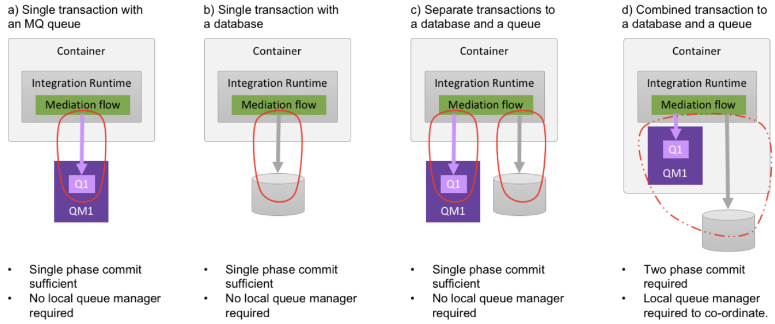 a) Single transaction with
an MQ queue
Container
Integration Runtime
Mediation flow
Q1
QM1
• Single phase commit
sufficient
• No local queue manager
required
b) Single transaction with
a database
Container
Integration Runtime
Mediation flow
• Single phase commit
sufficient
• No local queue manager
required
c) Separate transactions to
a database and a queue
Container
Integration Runtime
Mediation flow
Q1
QM1
• Single phase commit
sufficient
• No local queue manager
required
d) Combined transaction to
a database and a queue
Container
Integration Runtime
Mediation flow
Q1
QM1
• Two phase commit
required
• Local queue manager
required to co-ordinate.